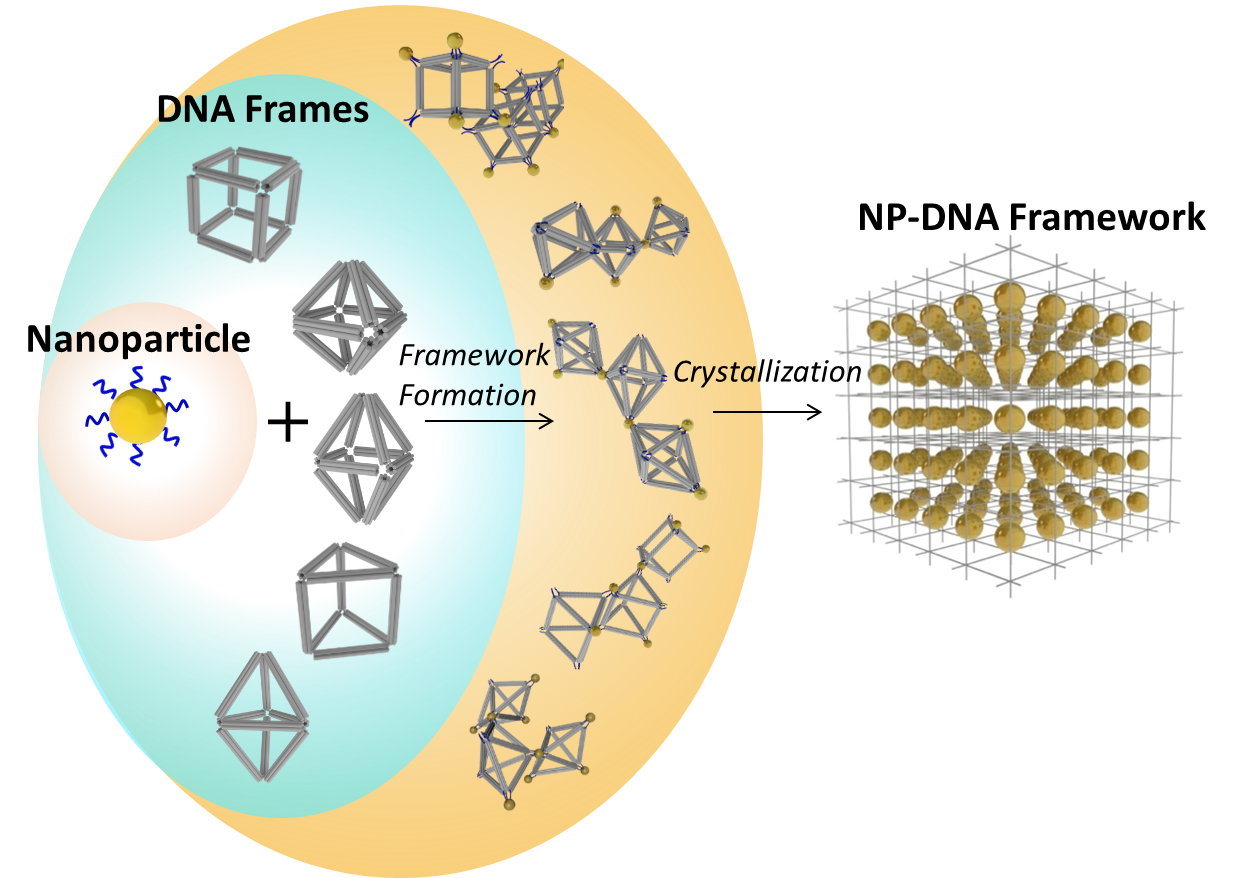 DNA Frames
Nanoparticle
+
Framework
Formation
Crystallization
NP-DNA Framework